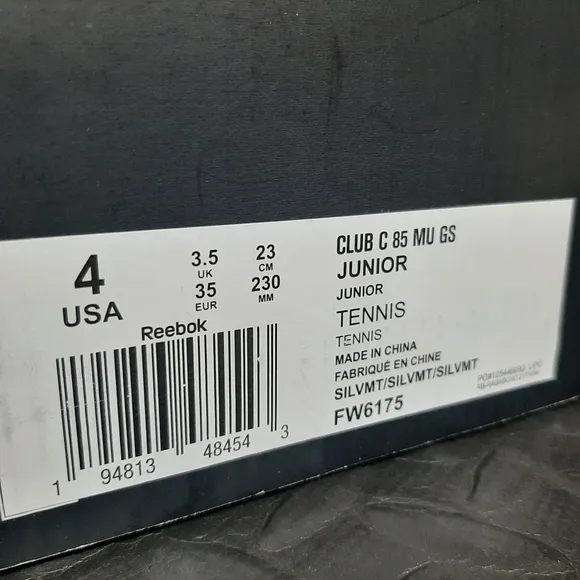 4
USA
3.5
UK
35
EUR
23
CM
230
MM
Reebok
1 94813 48454 3
CLUB C 85 MU GS
JUNIOR
JUNIOR
TENNIS
TENNIS
MADE IN CHINA
FABRIQUÉ EN CHINE
SILVMT/SILVMT/SILVMT
FW6175